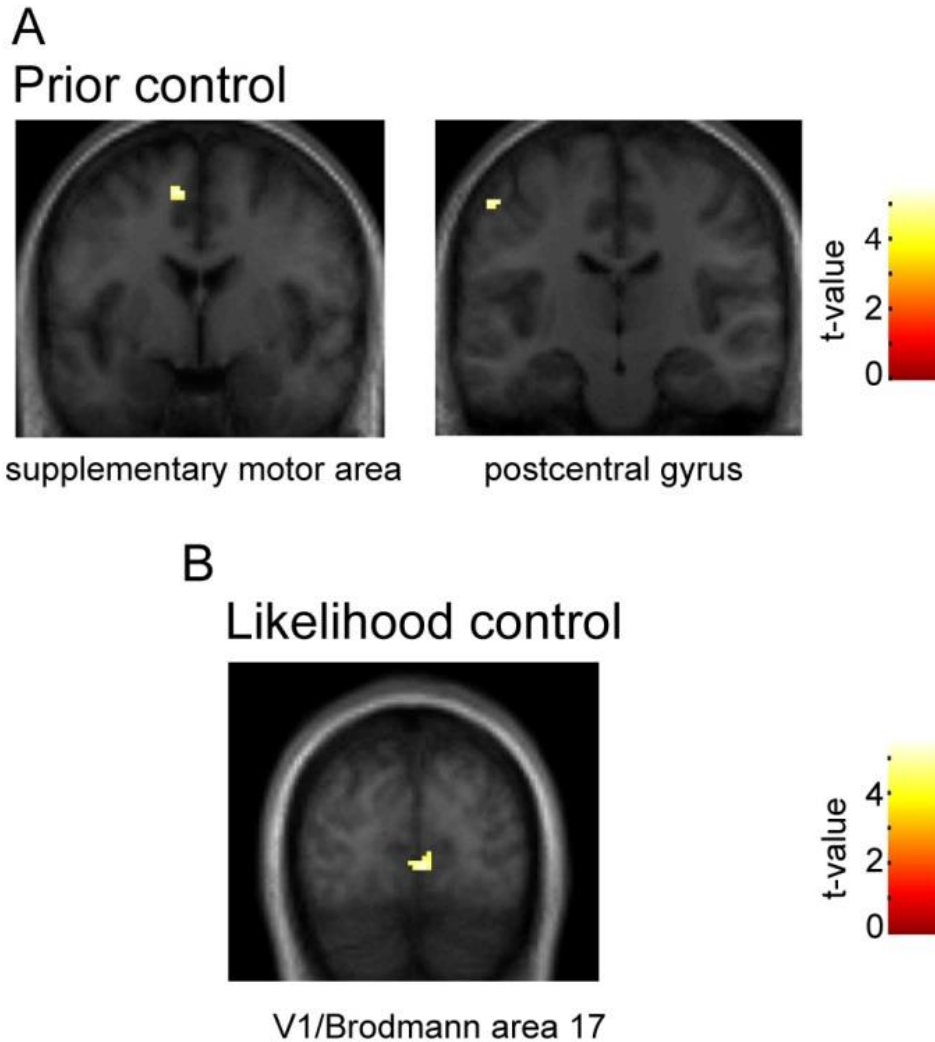 A
Prior control
t-value
4
2
0
supplementary motor area
postcentral gyrus
B
Likelihood control
t-value
4
2
0
V1/Brodmann area 17